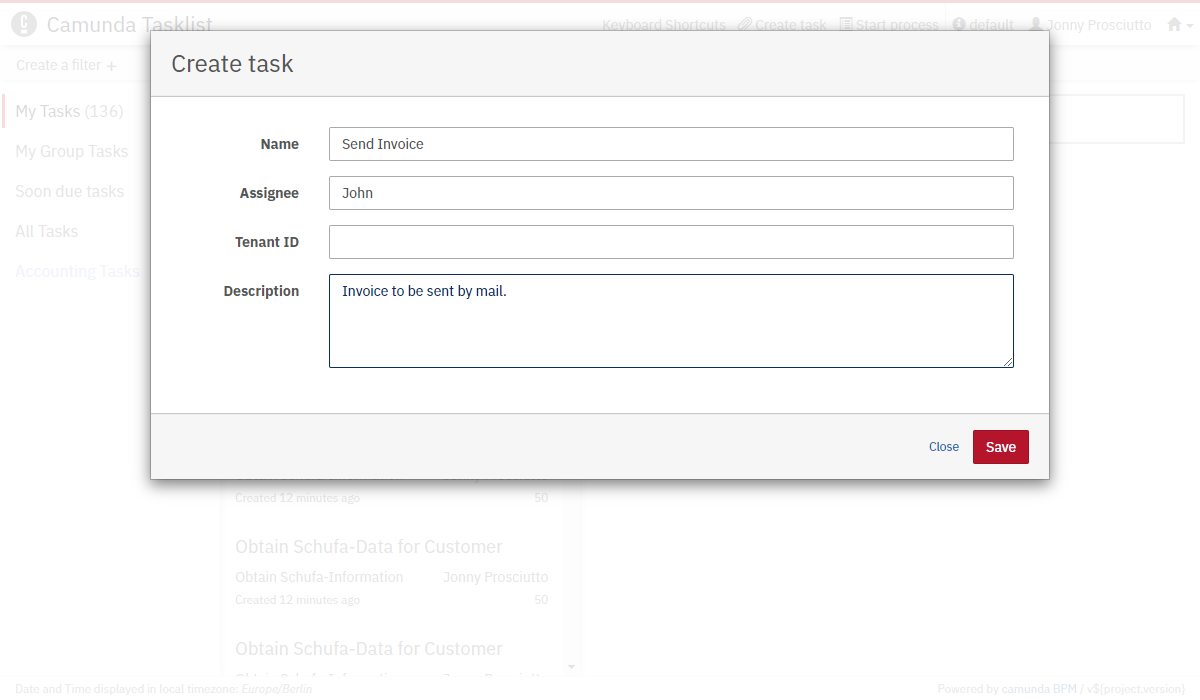 Camunda Tasklist
Keyboard Shortcuts Create task Start process default Jonny Prosciutto
Create a filter +
Create task
My Tasks (136)
My Group Tasks
Soon due tasks
All Tasks
Accounting Tasks
Name Send Invoice
Assignee John
Tenant ID
Description Invoice to be sent by mail.
Close Save
Created 12 minutes ago 50
Obtain Schufa-Data for Customer
Obtain Schufa-Information Jonny Prosciutto
Created 12 minutes ago 50
Obtain Schufa-Data for Customer
Date and Time displayed in local timezone: Europe/Berlin
Powered by camunda BPM / v${project.version}